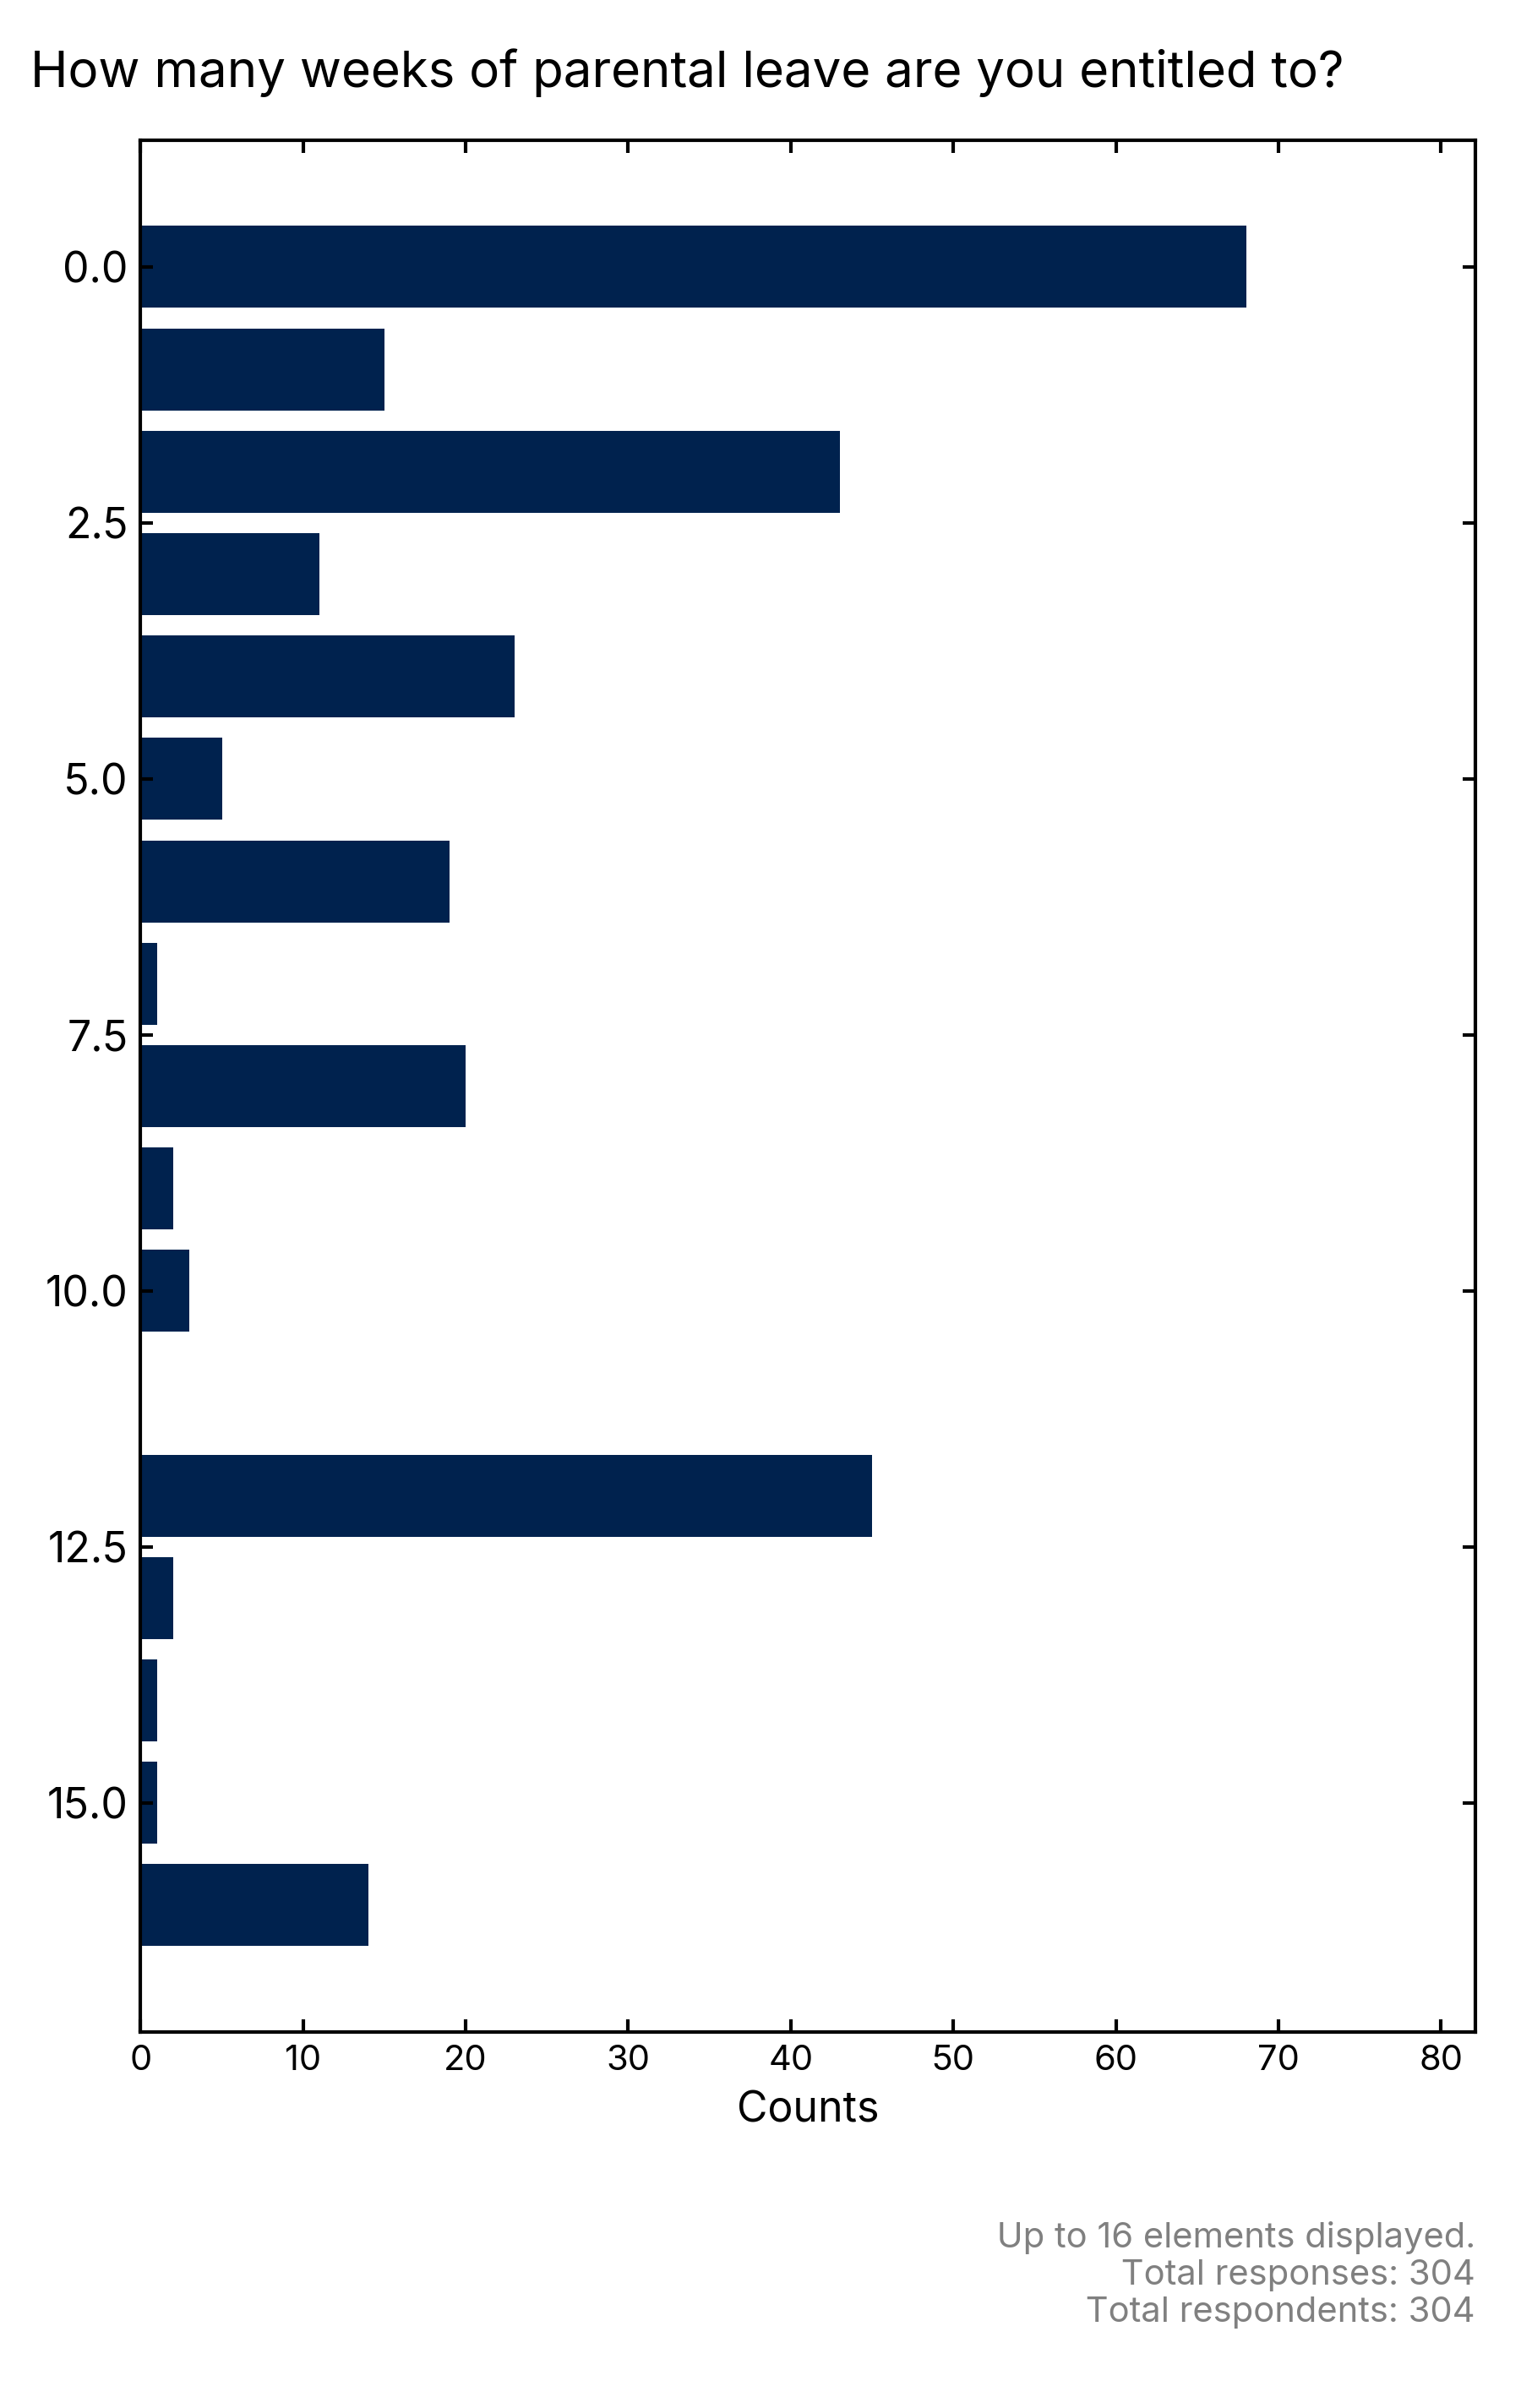 How many weeks of parental leave are you entitled to?
0.0
2.5
5.0
7.5
10.0
12.5
15.0
0 10 20 30 40 50 60 70 80
Counts
Up to 16 elements displayed.
Total responses: 304
Total respondents: 304